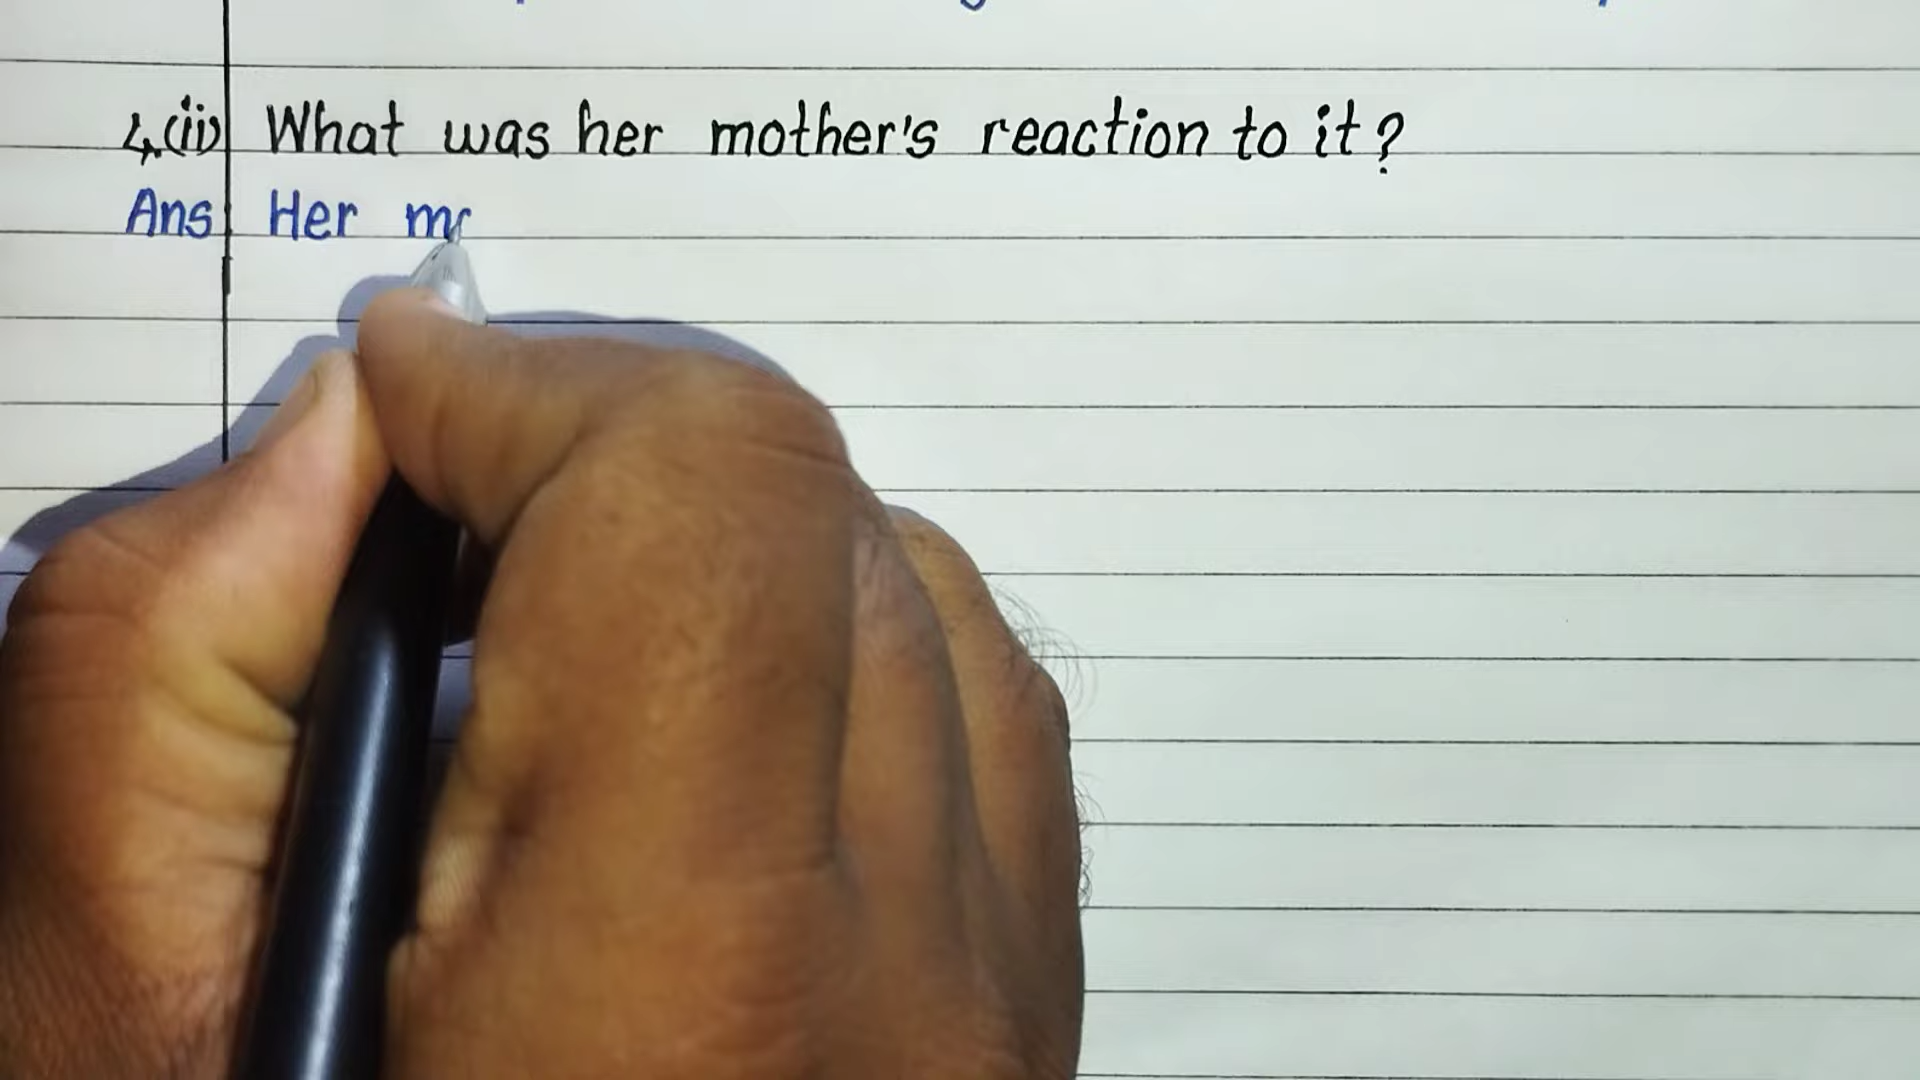 4.(ii) What was her mother's reaction to it?
Ans Her m